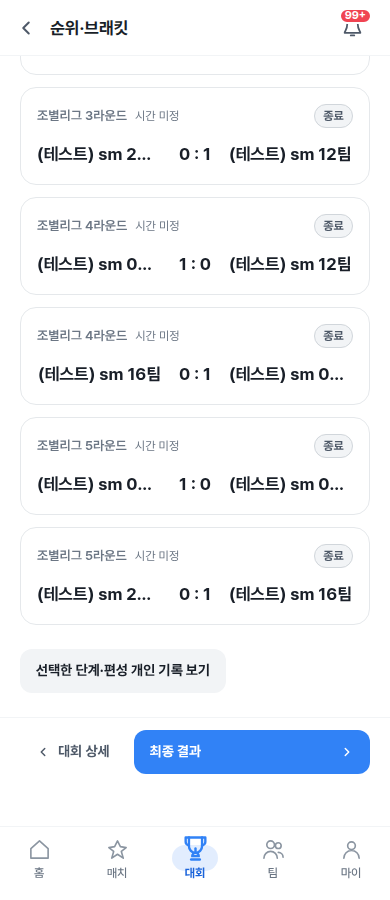 순위·브래킷
99+
조별리그 3라운드 시간 미정 종료
(테스트) sm 2... 0 : 1 (테스트) sm 12팀
조별리그 4라운드 시간 미정 종료
(테스트) sm 0... 1 : 0 (테스트) sm 12팀
조별리그 4라운드 시간 미정 종료
(테스트) sm 16팀 0 : 1 (테스트) sm 0...
조별리그 5라운드 시간 미정 종료
(테스트) sm 0... 1 : 0 (테스트) sm 0...
조별리그 5라운드 시간 미정 종료
(테스트) sm 2... 0 : 1 (테스트) sm 16팀
선택한 단계·편성 개인 기록 보기
대회 상세 최종 결과
홈 매치 대회 팀 마이